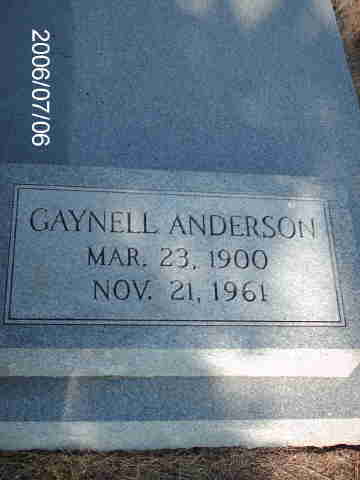 2006/07/06
GAYNELL ANDERSON
MAR. 23, 1900
NOV. 21, 1961